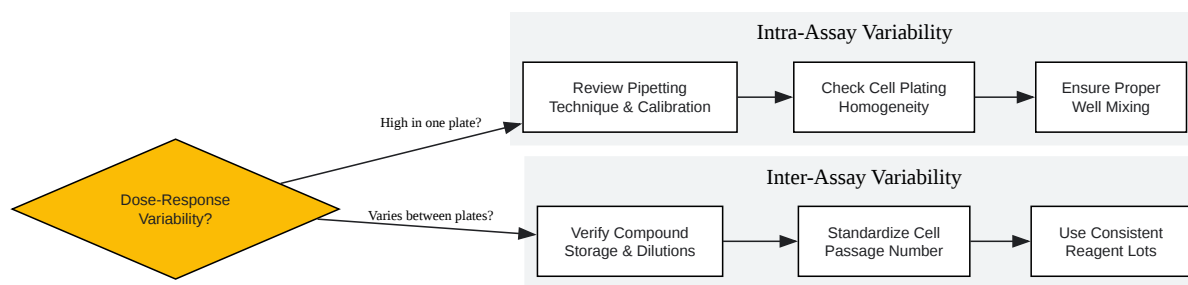 Intra-Assay Variability
Review Pipetting
Technique & Calibration
Check Cell Plating
Homogeneity
Ensure Proper
Well Mixing
High in one plate?
Dose-Response
Variability?
Varies between plates?
Inter-Assay Variability
Verify Compound
Storage & Dilutions
Standardize Cell
Passage Number
Use Consistent
Reagent Lots